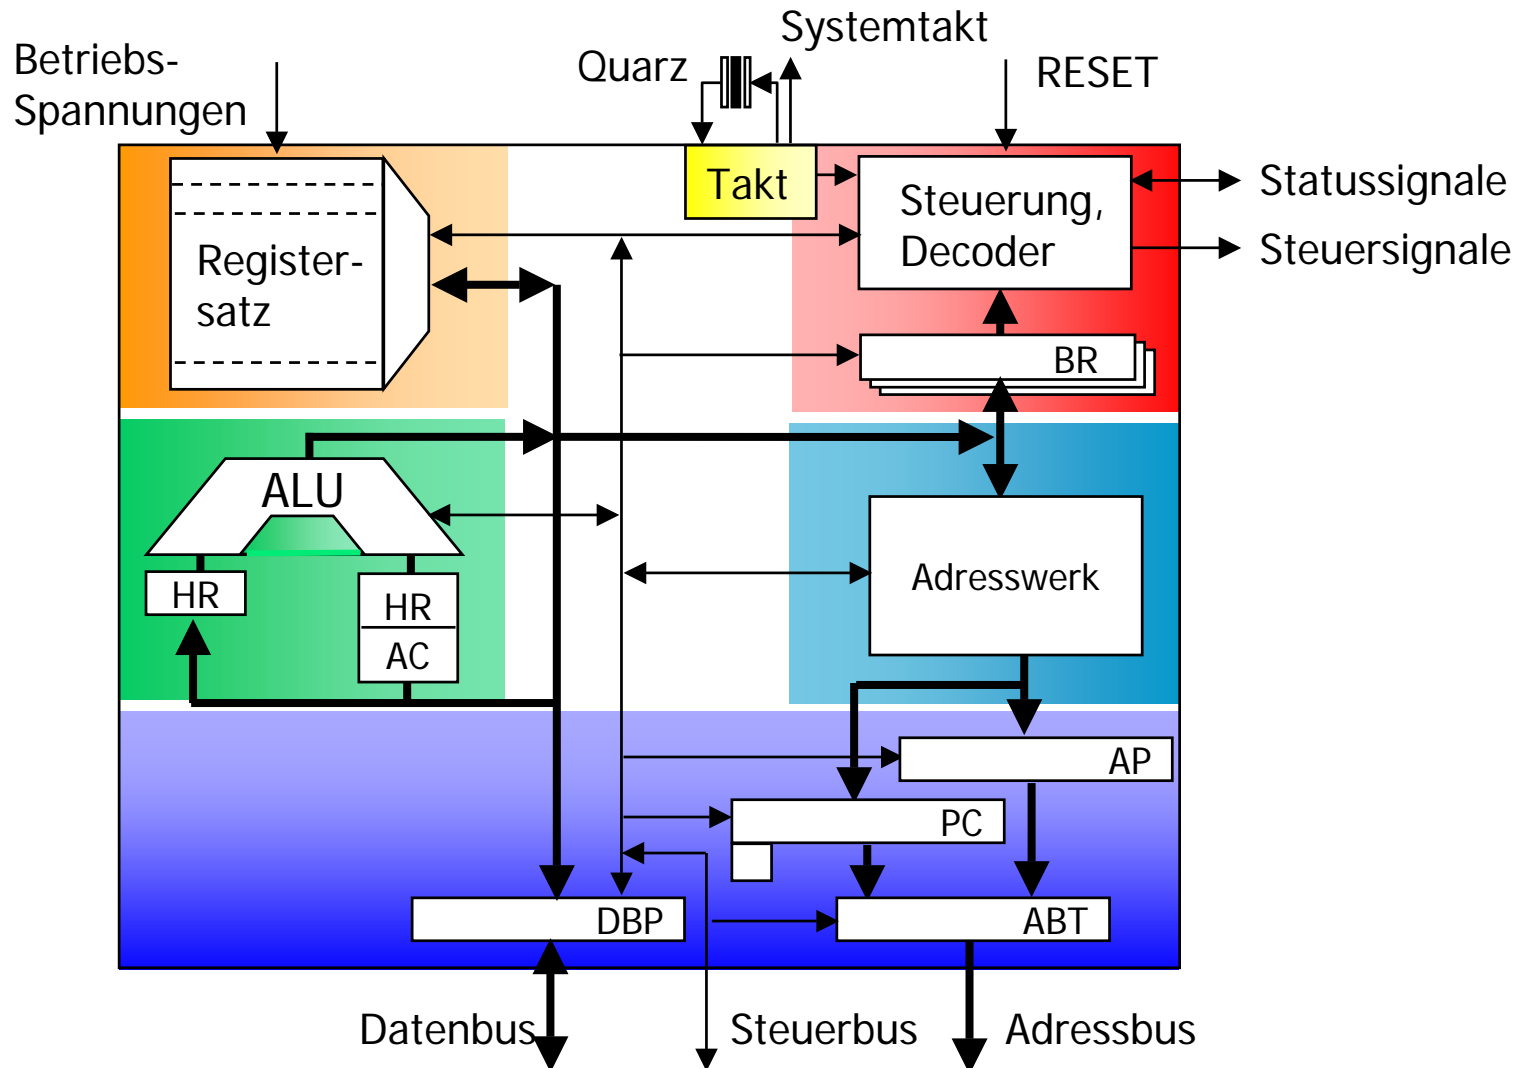 Systemtakt
Betriebs-
Spannungen
Quarz
RESET
Takt
Steuerung,
Decoder
Statussignale
Steuersignale
Register-
satz
BR
ALU
HR
HR
AC
Adresswerk
AP
PC
DBP
ABT
Datenbus
Steuerbus
Adressbus